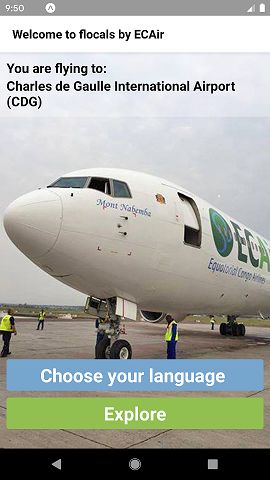 9:50
Welcome to flocals by ECAir
You are flying to:
Charles de Gaulle International Airport
(CDG)
Mont Nabemba
ECA
Equatorial Congo Airlines
Choose your language
Explore